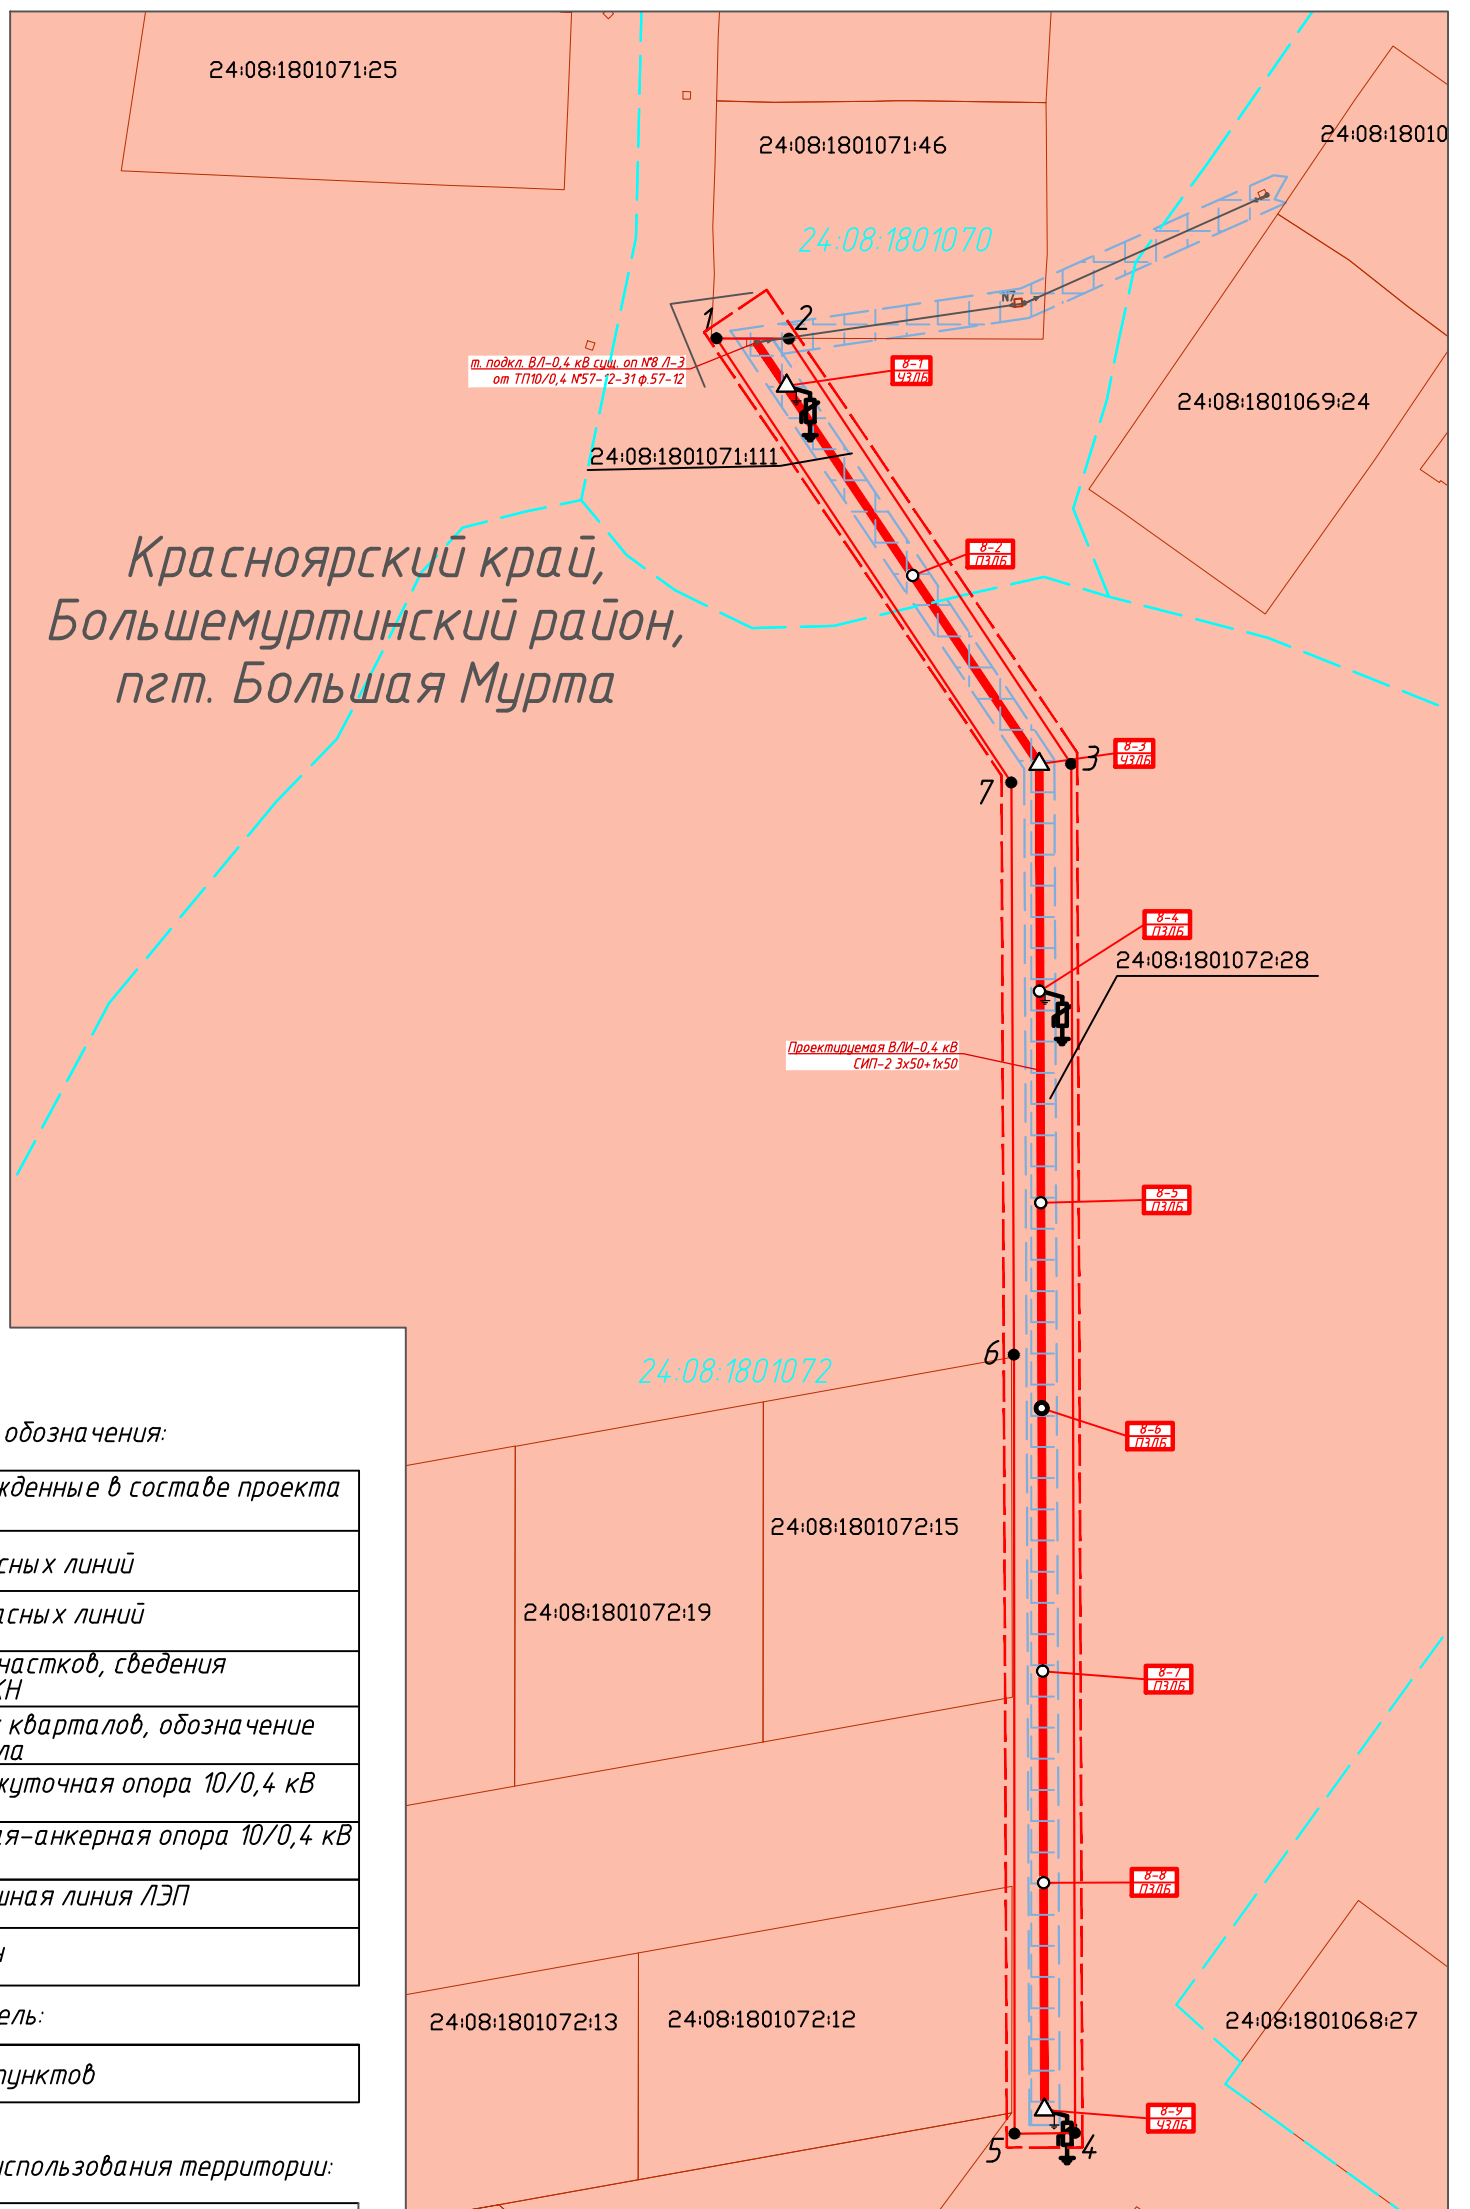 24:08:1801071:25
24:08:18010
24:08:1801071:46
24:08:1801070
N7
1
2
т. подкл. ВЛ-0,4 кВ сущ. оп №8 Л-3
от ТП10/0,4 №57-12-31 ф.57-12
8-1
УЗЛБ
24:08:1801069:24
24:08:1801071:111
8-2
ПЗЛБ
Красноярский край,
Большемуртинский район,
пгт. Большая Мурта
3
8-3
УЗЛБ
7
8-4
ПЗЛБ
24:08:1801072:28
Проектируемая ВЛИ-0,4 кВ
СИП-2 3х50+1х50
8-5
ПЗЛБ
6
24:08:1801072
8-6
ПЗЛБ
обозначения:
жденные в составе проекта
24:08:1801072:15
сных линий
24:08:1801072:19
асных линий
частков, сведения
КН
8-7
ПЗЛБ
х кварталов, обозначение
ла
жуточная опора 10/0,4 кВ
ая-анкерная опора 10/0,4 кВ
8-8
ПЗЛБ
шная линия ЛЭП
н
ель:
24:08:1801072:13
24:08:1801072:12
24:08:1801068:27
пунктов
8-9
УЗЛБ
5
4
использования территории: